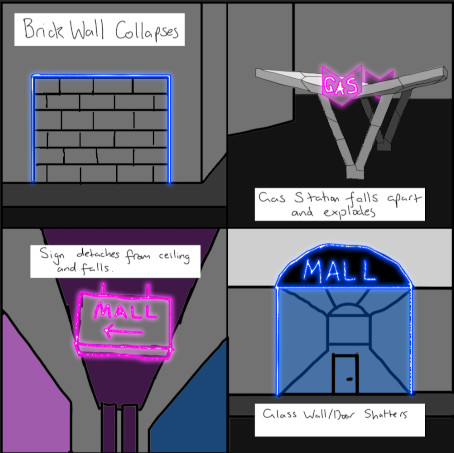 Brick Wall Collapses
GAS
Gas Station falls apart
and explodes
Sign detaches from ceiling
and falls.
MALL
MALL
Glass Wall/Door Shatters